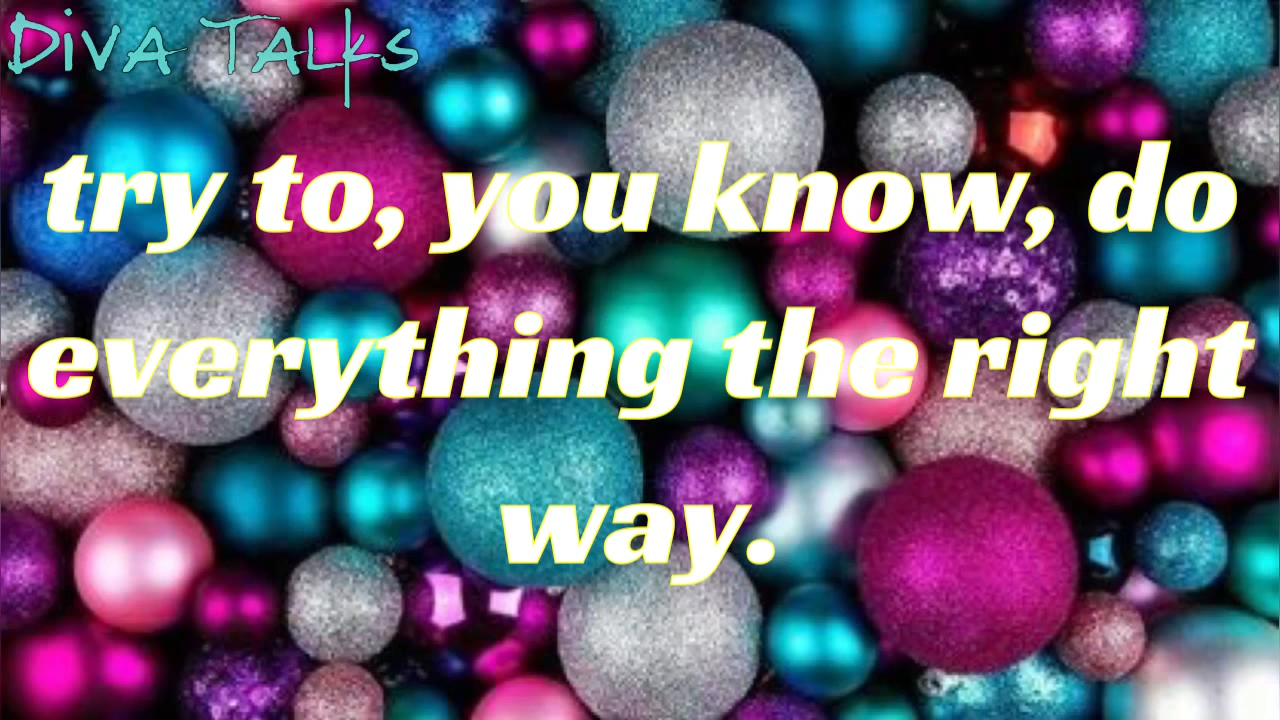 Diva Talks
try to, you know, do
everything the right
way.